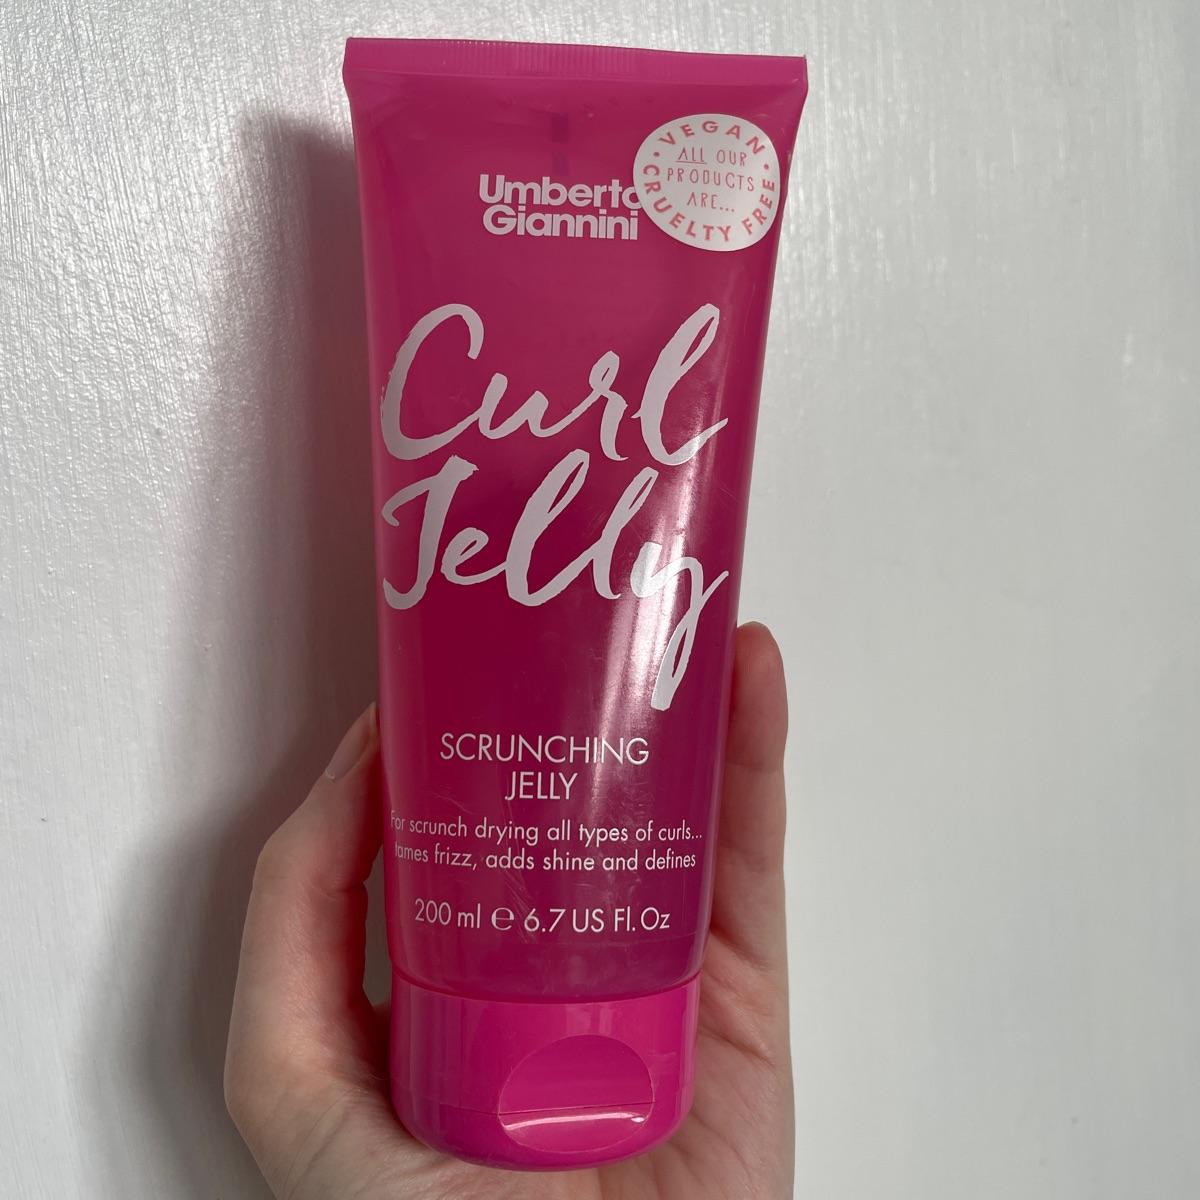 Umberto
Giannini
VEGAN
ALL OUR
PRODUCTS
ARE...
CRUELTY FREE
Curl
Jelly
SCRUNCHING
JELLY
For scrunch drying all types of curls...
tames frizz, adds shine and defines
200 ml ℮ 6.7 US Fl. Oz